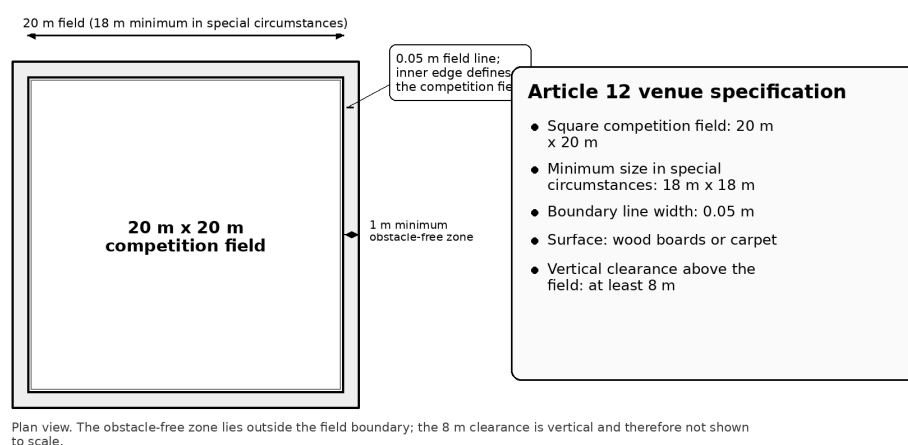 20 m field (18 m minimum in special circumstances)
0.05 m field line;
inner edge defines
the competition
20 m x 20 m
competition field
1 m minimum
obstacle-free zone
Article 12 venue specification
● Square competition field: 20 m
x 20 m
● Minimum size in special
circumstances: 18 m x 18 m
● Boundary line width: 0.05 m
● Surface: wood boards or carpet
● Vertical clearance above the
field: at least 8 m
Plan view. The obstacle-free zone lies outside the field boundary; the 8 m clearance is vertical and therefore not shown
to scale.